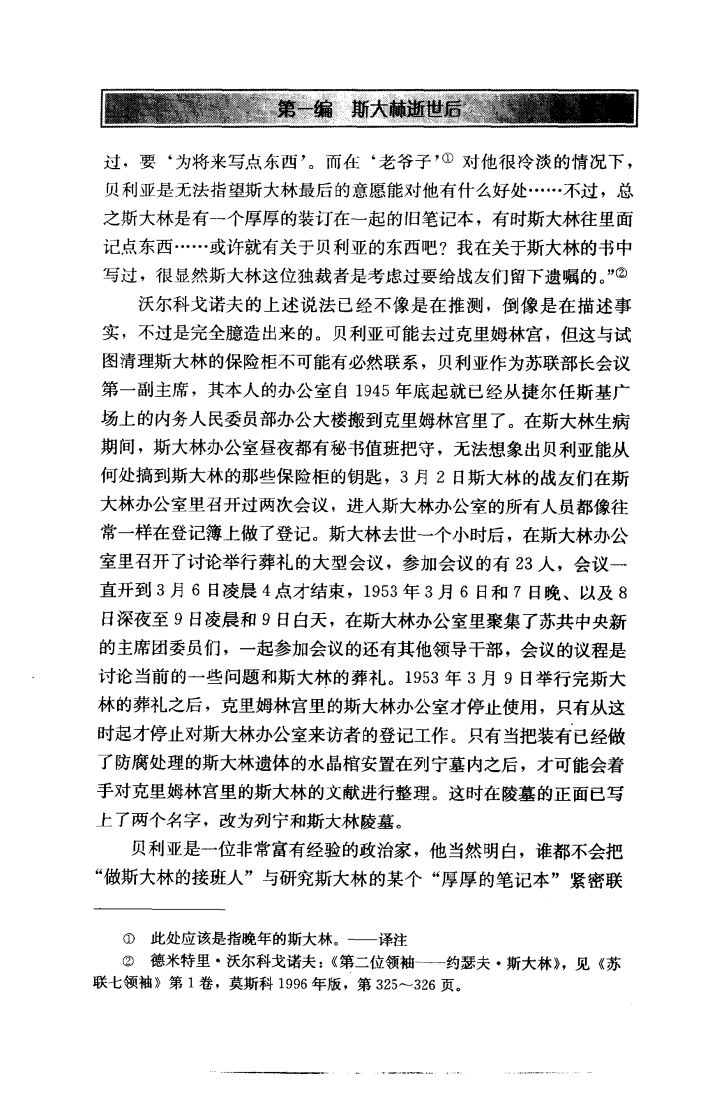 第一编 斯大林逝世后
过，要‘为将来写点东西’。而在‘老爷子’① 对他很冷淡的情况下，
贝利亚是无法指望斯大林最后的意愿能对他有什么好处……不过，总
之斯大林是有一个厚厚的装订在一起的旧笔记本，有时斯大林往里面
记点东西……或许就有关于贝利亚的东西吧？我在关于斯大林的书中
写过，很显然斯大林这位独裁者是考虑过要给战友们留下遗嘱的。”②
沃尔科戈诺夫的上述说法已经不像是在推测，倒像是在描述事
实，不过是完全臆造出来的。贝利亚可能去过克里姆林宫，但这与试
图清理斯大林的保险柜不可能有必然联系，贝利亚作为苏联部长会议
第一副主席，其本人的办公室自 1945 年底起就已经从捷尔任斯基广
场上的内务人民委员部办公大楼搬到克里姆林宫里了。在斯大林生病
期间，斯大林办公室昼夜都有秘书值班把守，无法想象出贝利亚能从
何处搞到斯大林的那些保险柜的钥匙，3 月 2 日斯大林的战友们在斯
大林办公室里召开过两次会议，进入斯大林办公室的所有人员都像往
常一样在登记簿上做了登记。斯大林去世一个小时后，在斯大林办公
室里召开了讨论举行葬礼的大型会议，参加会议的有 23 人，会议一
直开到 3 月 6 日凌晨 4 点才结束，1953 年 3 月 6 日和 7 日晚、以及 8
日深夜至 9 日凌晨和 9 日白天，在斯大林办公室里聚集了苏共中央新
的主席团委员们，一起参加会议的还有其他领导干部，会议的议程是
讨论当前的一些问题和斯大林的葬礼。1953 年 3 月 9 日举行完斯大
林的葬礼之后，克里姆林宫里的斯大林办公室才停止使用，只有从这
时起才停止对斯大林办公室来访者的登记工作。只有当把装有已经做
了防腐处理的斯大林遗体的水晶棺安置在列宁墓内之后，才可能会着
手对克里姆林宫里的斯大林的文献进行整理。这时在陵墓的正面已写
上了两个名字，改为列宁和斯大林陵墓。
贝利亚是一位非常富有经验的政治家，他当然明白，谁都不会把
“做斯大林的接班人”与研究斯大林的某个“厚厚的笔记本”紧密联
① 此处应该是指晚年的斯大林。——译注
② 德米特里·沃尔科戈诺夫：《第二位领袖——约瑟夫·斯大林》，见《苏
联七领袖》第 1 卷，莫斯科 1996 年版，第 325～326 页。